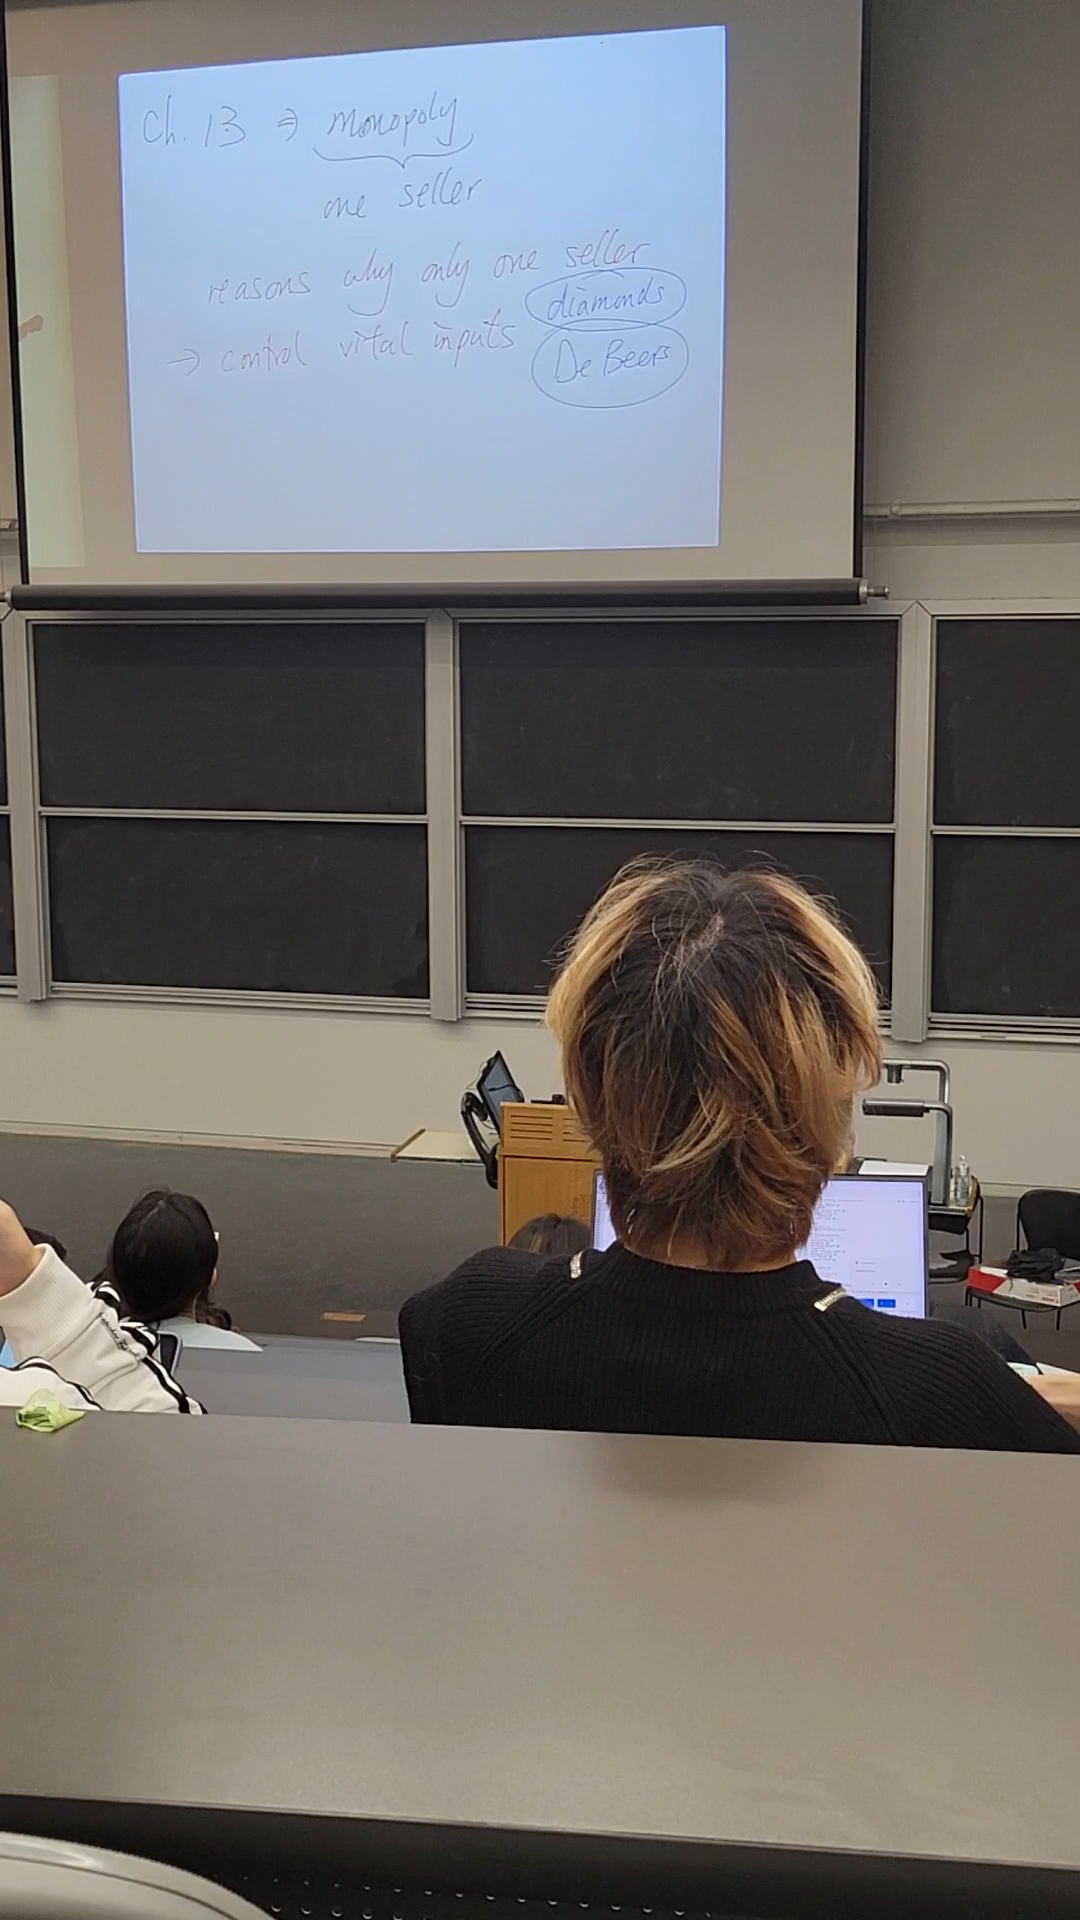 Ch. 13 ⇒ monopoly
one seller
reasons why only one seller
→ control vital inputs
diamonds
De Beers